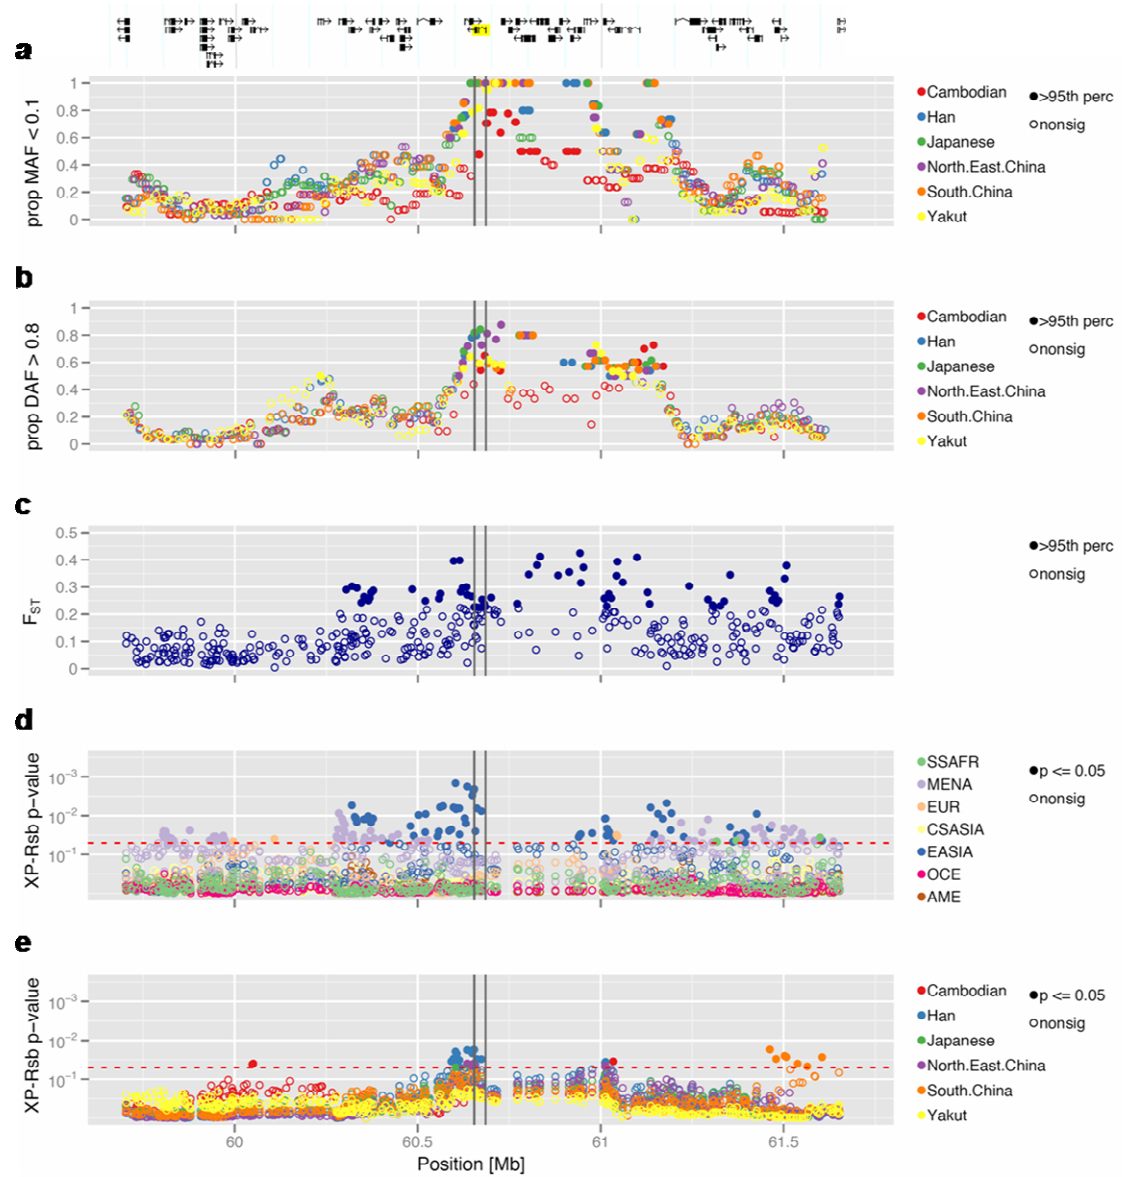 a
prop MAF < 0.1
1
0.8
0.6
0.4
0.2
0
Cambodian
Han
Japanese
North.East.China
South.China
Yakut
>95th perc
nonsig
b
prop DAF > 0.8
1
0.8
0.6
0.4
0.2
0
Cambodian
Han
Japanese
North.East.China
South.China
Yakut
>95th perc
nonsig
c
FST
0.5
0.4
0.3
0.2
0.1
0
>95th perc
nonsig
d
XP-Rsb p-value
10−3
10−2
10−1
SSAFR
MENA
EUR
CSASIA
EASIA
OCE
AME
p <= 0.05
nonsig
e
XP-Rsb p-value
10−3
10−2
10−1
Cambodian
Han
Japanese
North.East.China
South.China
Yakut
p <= 0.05
nonsig
60
60.5
61
61.5
Position [Mb]